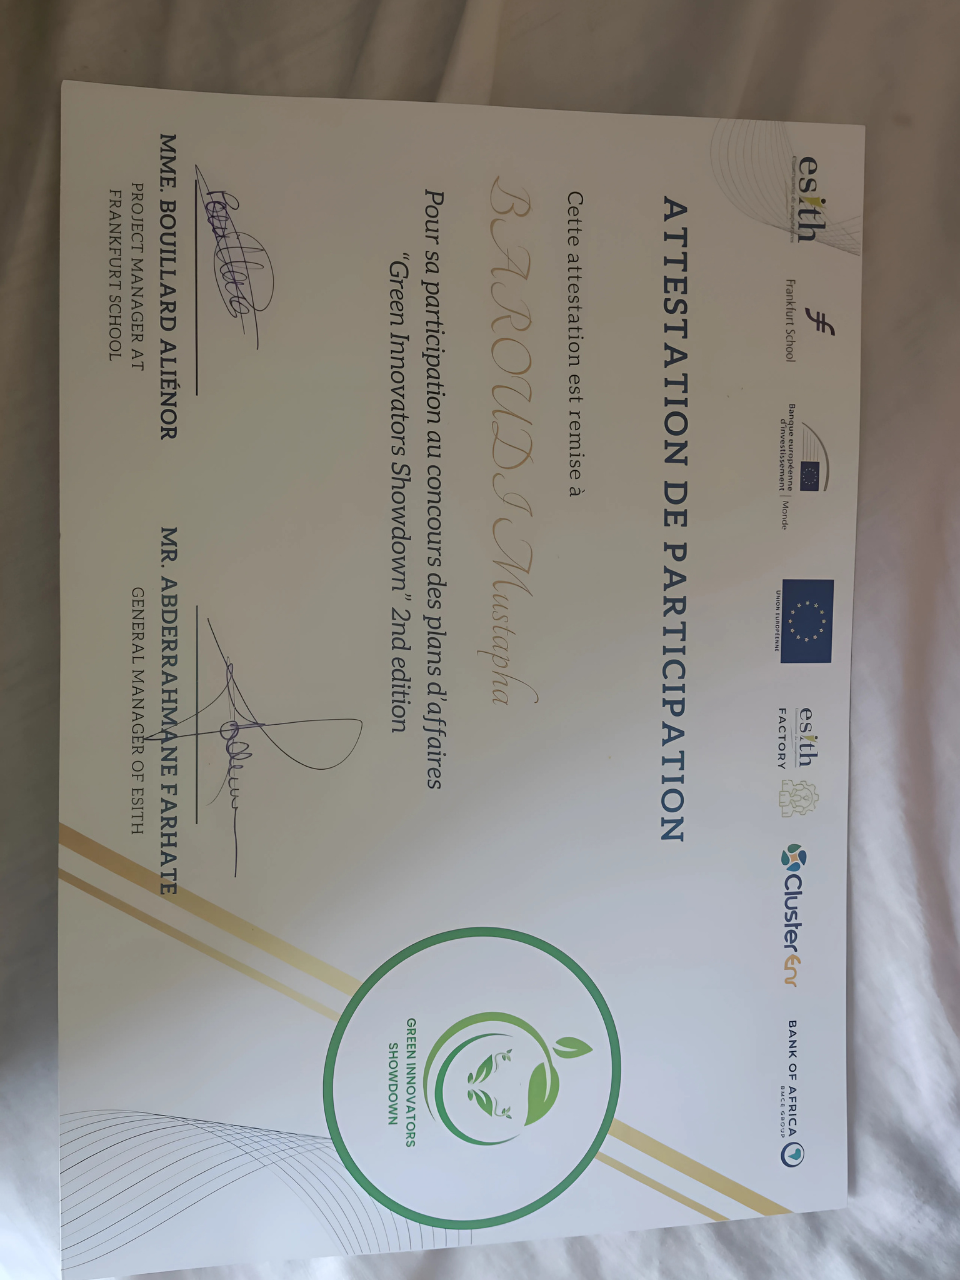 esith
Frankfurt School
Banque européenne
d'investissement | Monde
UNION EUROPÉENNE
esith
FACTORY
Cluster Enr
BANK OF AFRICA
BMCE GROUP
ATTESTATION DE PARTICIPATION
Cette attestation est remise à
BAROUDI Mustapha
Pour sa participation au concours des plans d'affaires
“Green Innovators Showdown” 2nd edition
GREEN INNOVATORS
SHOWDOWN
MME. BOUILLARD ALIÉNOR
PROJECT MANAGER AT
FRANKFURT SCHOOL
MR. ABDERRAHMANE FARHATE
GENERAL MANAGER OF ESITH